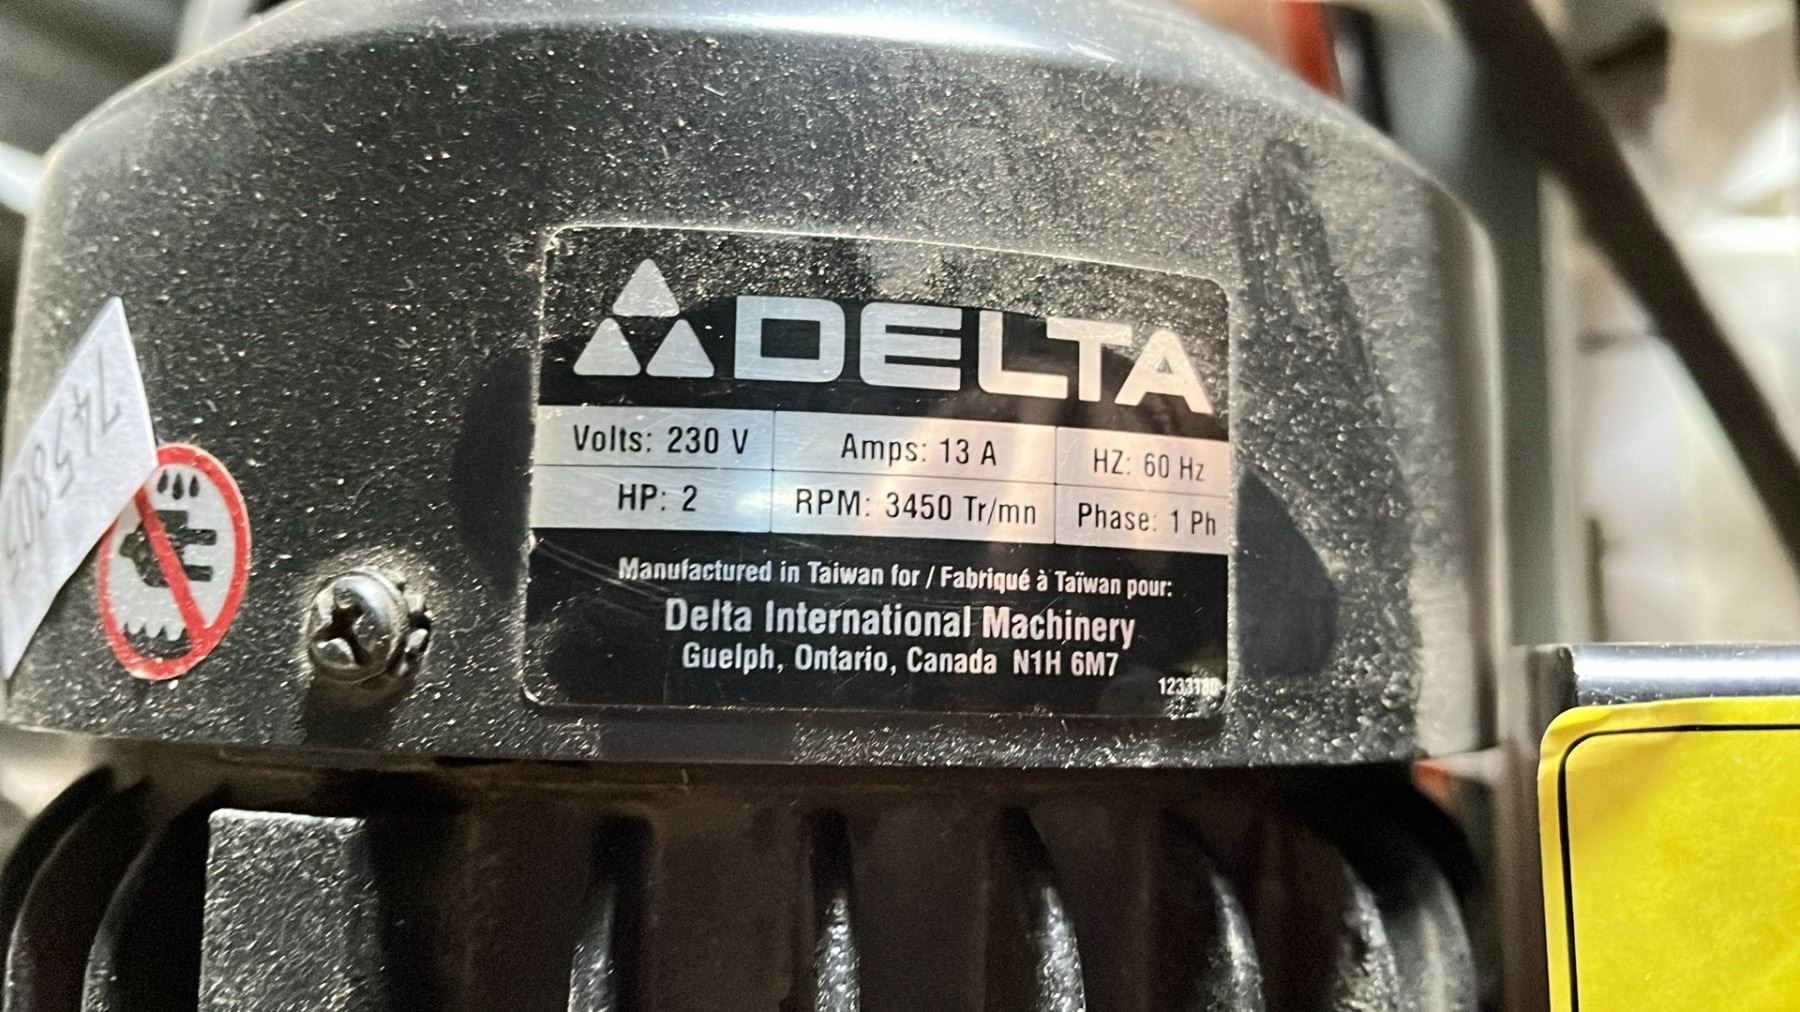 DELTA
Volts: 230 V Amps: 13 A HZ: 60 Hz
HP: 2 RPM: 3450 Tr/mn Phase: 1 Ph
Manufactured in Taiwan for / Fabriqué à Taïwan pour:
Delta International Machinery
Guelph, Ontario, Canada N1H 6M7